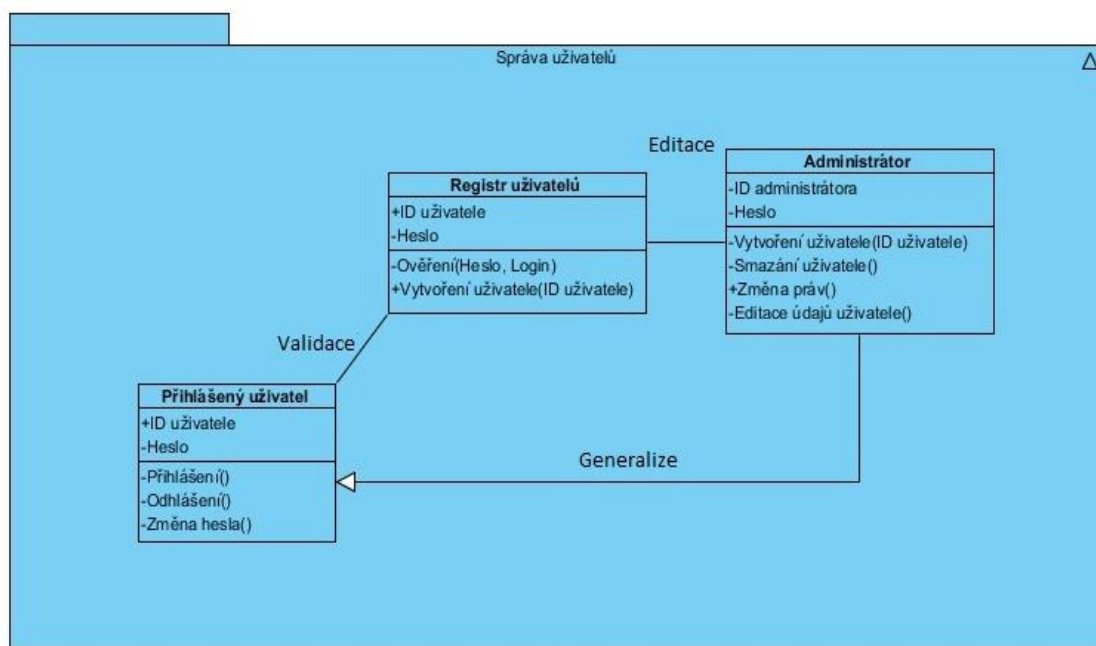 Správa uživatelů
Editace
Administrátor
-ID administrátora
-Heslo
-Vytvoření uživatele(ID uživatele)
-Smazání uživatele()
+Změna práv()
-Editace údajů uživatele()
Registr uživatelů
+ID uživatele
-Heslo
-Ověření(Heslo, Login)
+Vytvoření uživatele(ID uživatele)
Validace
Přihlášený uživatel
+ID uživatele
-Heslo
-Přihlášení()
-Odhlášení()
-Změna hesla()
Generalize